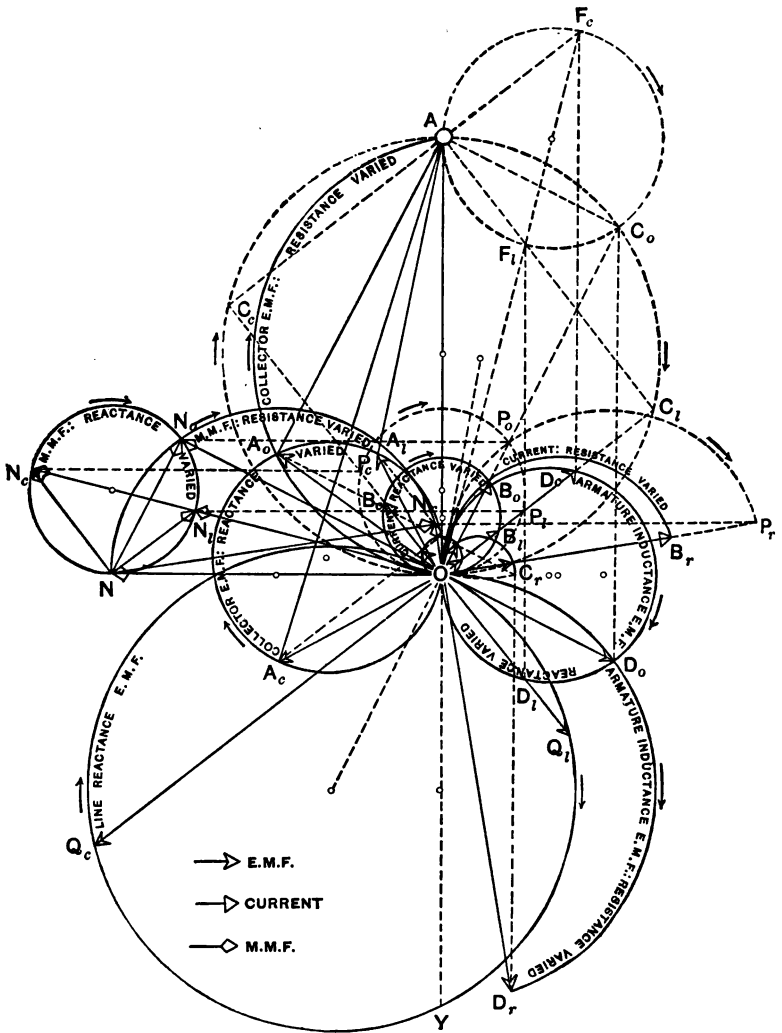 F_c
A
C_o
F_l
COLLECTOR E.M.F.: RESISTANCE VARIED
C_c
C_l
M.M.F.: REACTANCE VARIED
N_o
M.M.F.: RESISTANCE VARIED
A_o
A_l
P_o
CURRENT: RESISTANCE VARIED
N_c
P_c
D_c
B_o
CURRENT: REACTANCE VARIED
B_c
P_l
P_r
N_l
N_r
B_l
B_r
ARMATURE INDUCTANCE E.M.F.
REACTANCE VARIED
COLLECTOR E.M.F.: REACTANCE VARIED
N
O
C_r
A_c
D_o
D_l
Q_l
LINE REACTANCE E.M.F.
ARMATURE INDUCTANCE E.M.F.: RESISTANCE VARIED
Q_c
E.M.F.
CURRENT
M.M.F.
D_r
Y